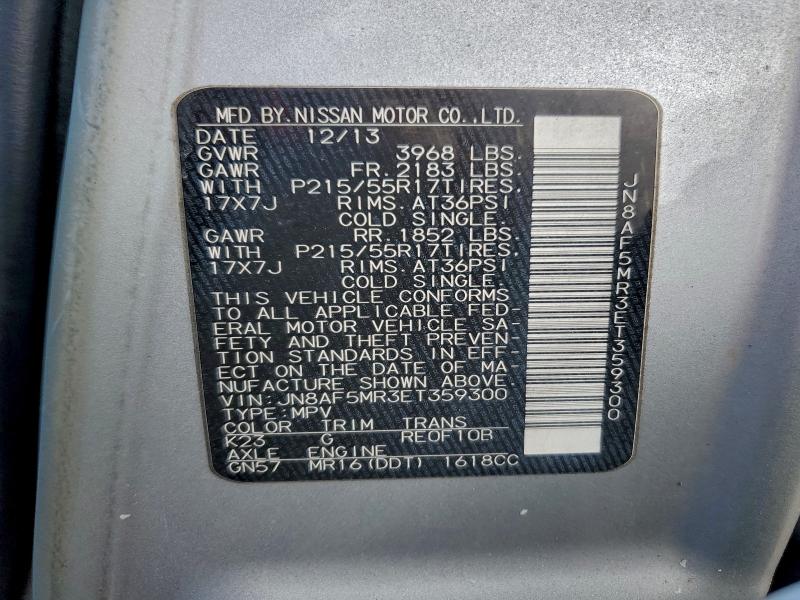 MFD BY.NISSAN MOTOR CO.,LTD.
DATE 12/13
GVWR 3968 LBS.
GAWR FR.2183 LBS.
WITH P215/55R17TIRES.
17X7J RIMS.AT36PSI
COLD SINGLE.
GAWR RR.1852 LBS.
WITH P215/55R17TIRES.
17X7J RIMS.AT36PSI
COLD SINGLE.
THIS VEHICLE CONFORMS
TO ALL APPLICABLE FED-
ERAL MOTOR VEHICLE SA-
FETY AND THEFT PREVEN-
TION STANDARDS IN EFF-
ECT ON THE DATE OF MA-
NUFACTURE SHOWN ABOVE.
VIN:JN8AF5MR3ET359300
TYPE:MPV
COLOR TRIM TRANS
K23 G RE0F10B
AXLE ENGINE
GN57 MR16(DDT) 1618CC
JN8AF5MR3ET359300